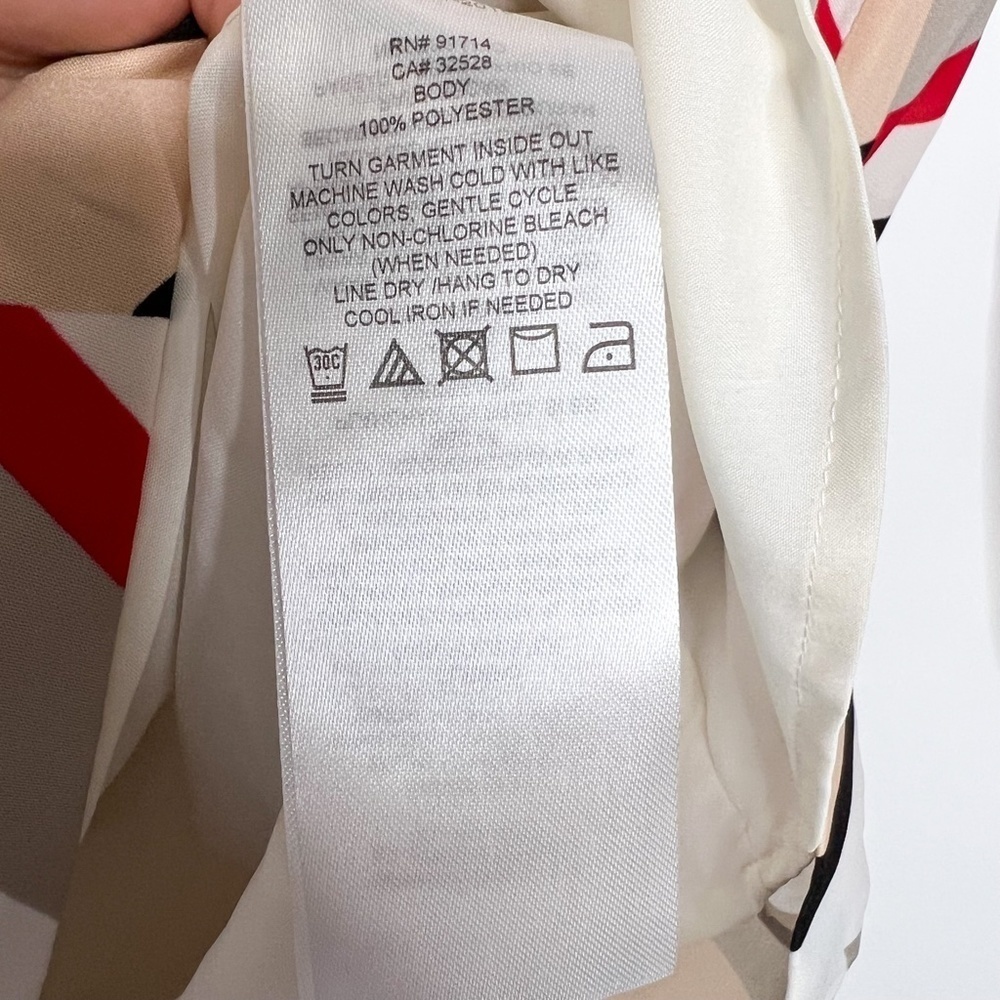 RN# 91714
CA# 32528
BODY
100% POLYESTER
TURN GARMENT INSIDE OUT
MACHINE WASH COLD WITH LIKE
COLORS, GENTLE CYCLE
ONLY NON-CHLORINE BLEACH
(WHEN NEEDED)
LINE DRY /HANG TO DRY
COOL IRON IF NEEDED
30C